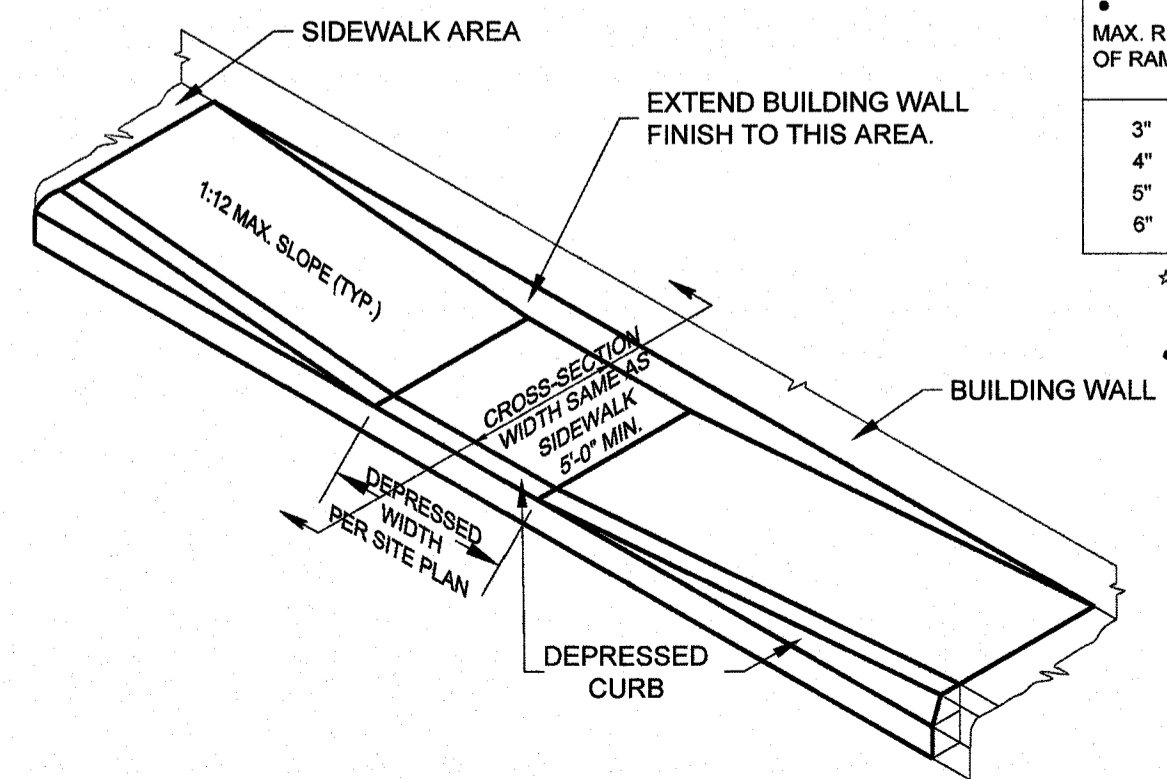 SIDEWALK AREA
MAX. R
OF RAM
EXTEND BUILDING WALL
FINISH TO THIS AREA.
3"
4"
5"
6"
1:12 MAX. SLOPE (TYP.)
CROSS-SECTION
WIDTH SAME AS
SIDEWALK
5'-0" MIN.
BUILDING WALL
DEPRESSED
WIDTH
PER SITE PLAN
DEPRESSED
CURB